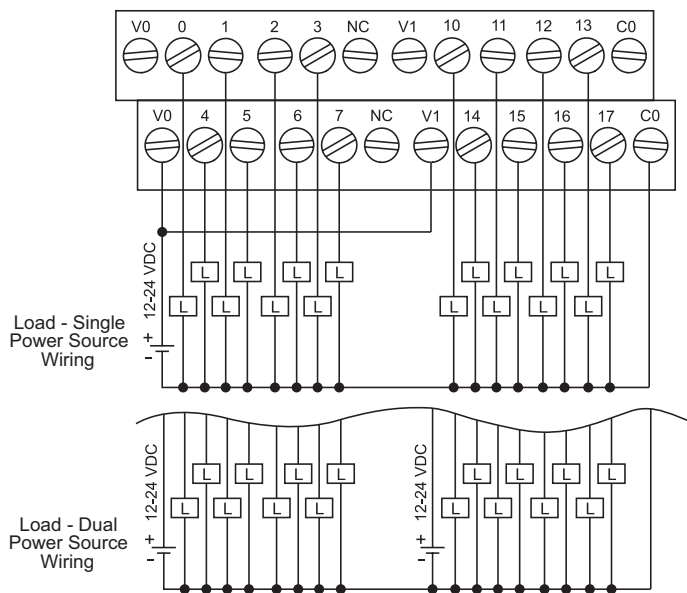 V0 0 1 2 3 NC V1 10 11 12 13 C0
V0 4 5 6 7 NC V1 14 15 16 17 C0
12-24 VDC
L L L L L L L L
L L L L L L L L
Load - Single
Power Source
Wiring
+
-
12-24 VDC
12-24 VDC
L L L L L L L L
L L L L L L L L
Load - Dual
Power Source
Wiring
+
-
+
-